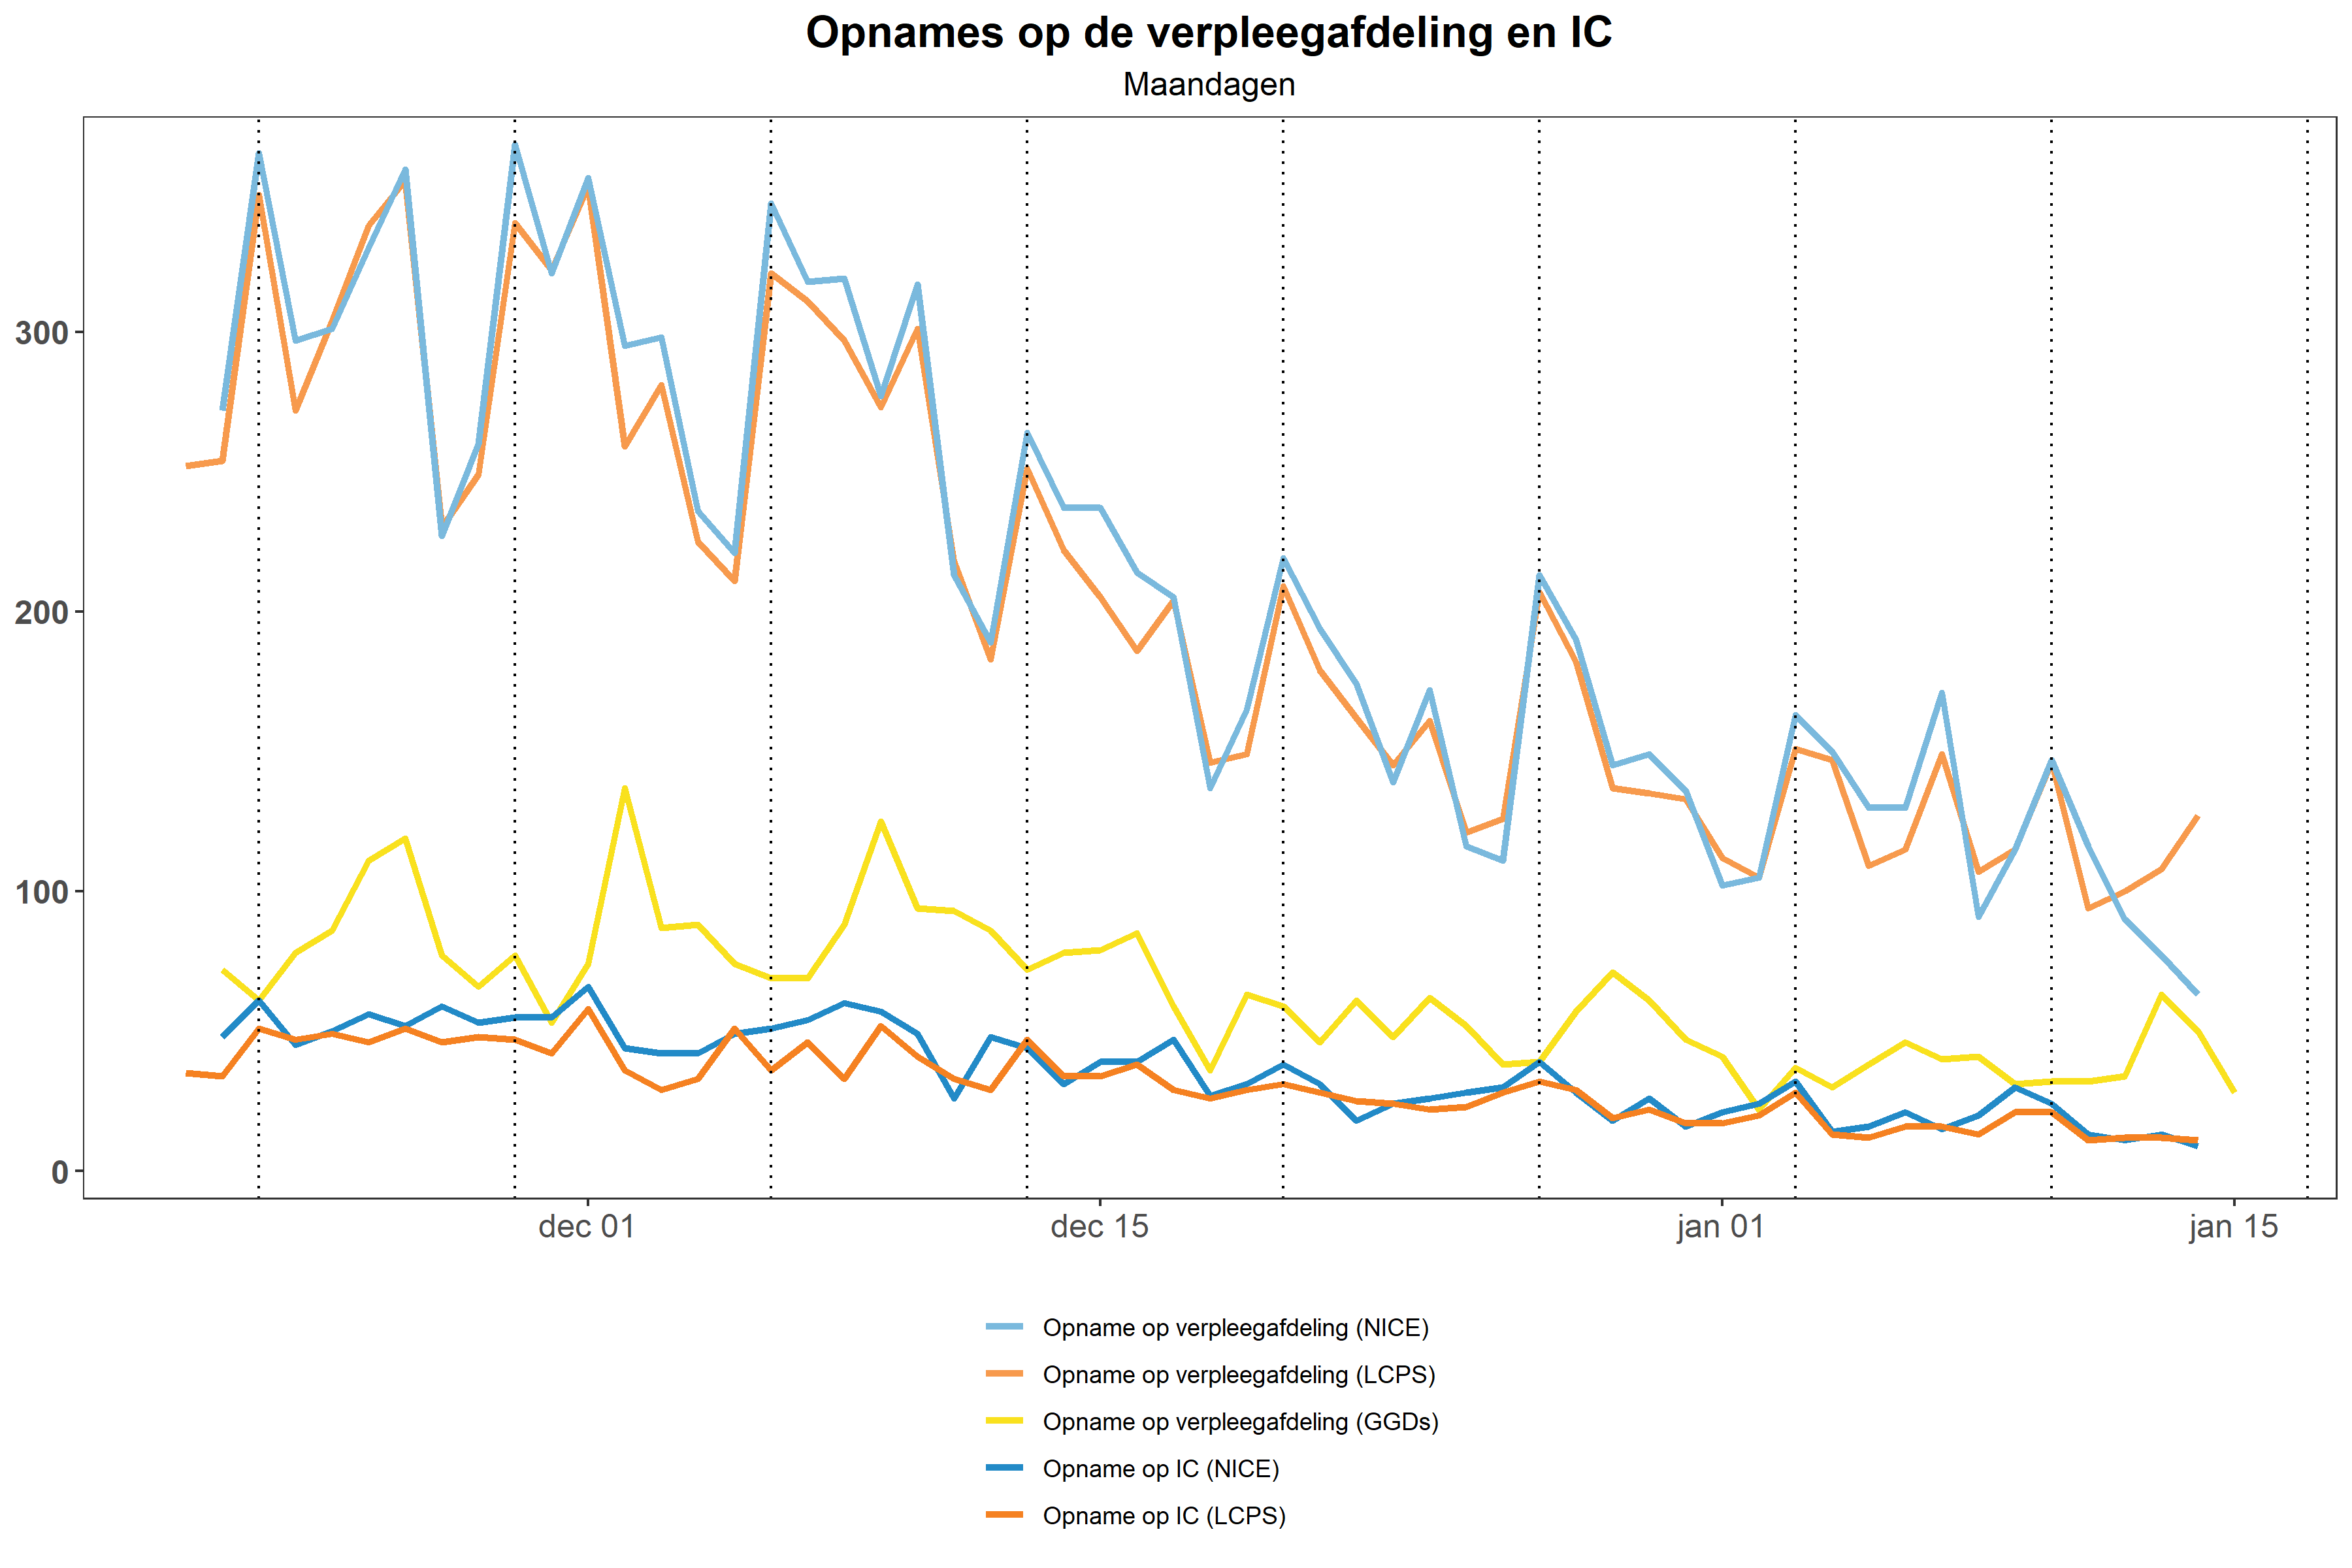 Opnames op de verpleegafdeling en IC
Maandagen
300
200
100
0
dec 01
dec 15
jan 01
jan 15
Opname op verpleegafdeling (NICE)
Opname op verpleegafdeling (LCPS)
Opname op verpleegafdeling (GGDs)
Opname op IC (NICE)
Opname op IC (LCPS)